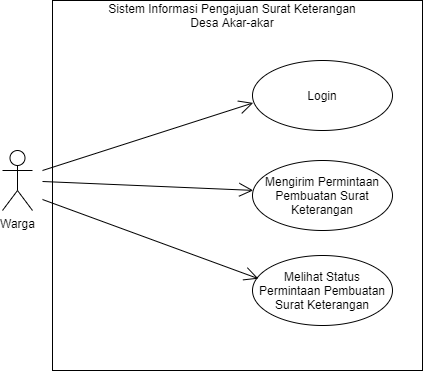 Sistem Informasi Pengajuan Surat Keterangan
Desa Akar-akar
Login
Mengirim Permintaan
Pembuatan Surat
Keterangan
Warga
Melihat Status
Permintaan Pembuatan
Surat Keterangan